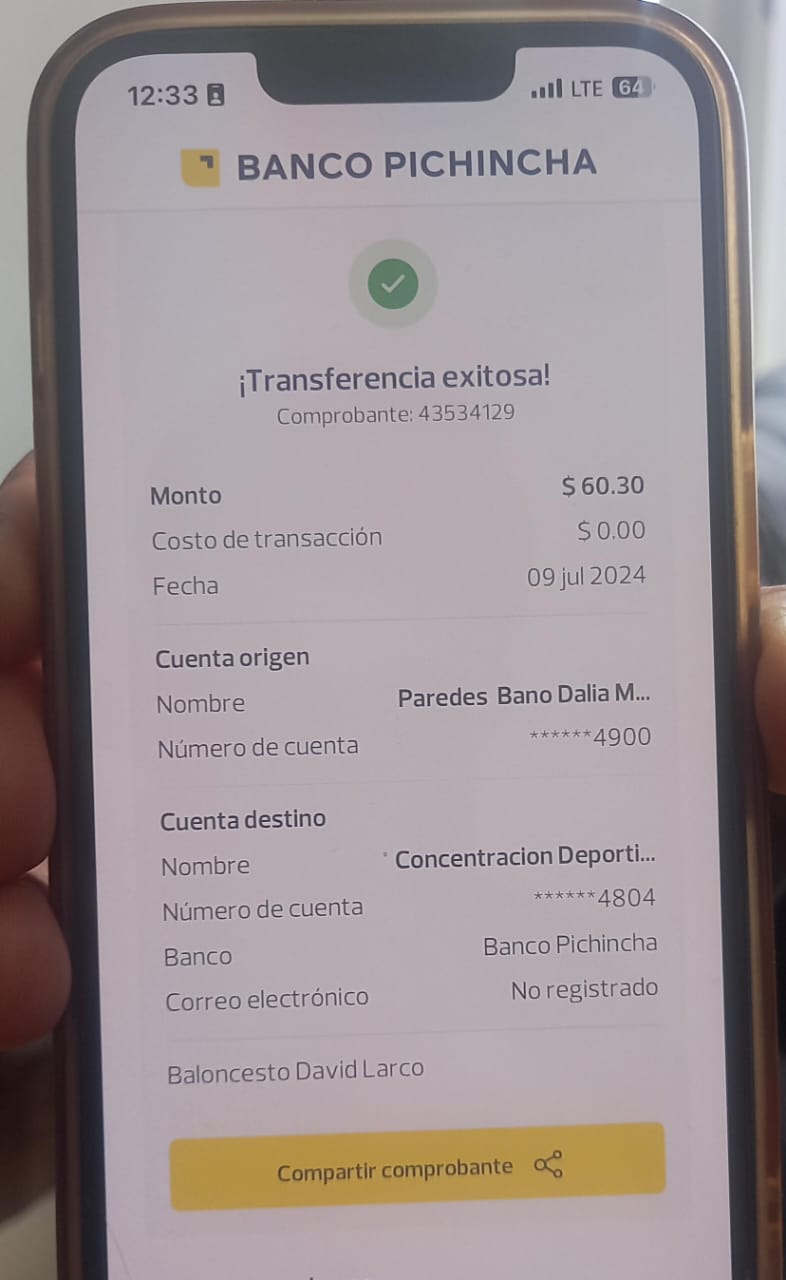 12:33 LTE 64
BANCO PICHINCHA
¡Transferencia exitosa!
Comprobante: 43534129
Monto $ 60.30
Costo de transacción $ 0.00
Fecha 09 jul 2024
Cuenta origen
Nombre Paredes Bano Dalia M...
Número de cuenta ******4900
Cuenta destino
Nombre Concentracion Deporti...
Número de cuenta ******4804
Banco Banco Pichincha
Correo electrónico No registrado
Baloncesto David Larco
Compartir comprobante